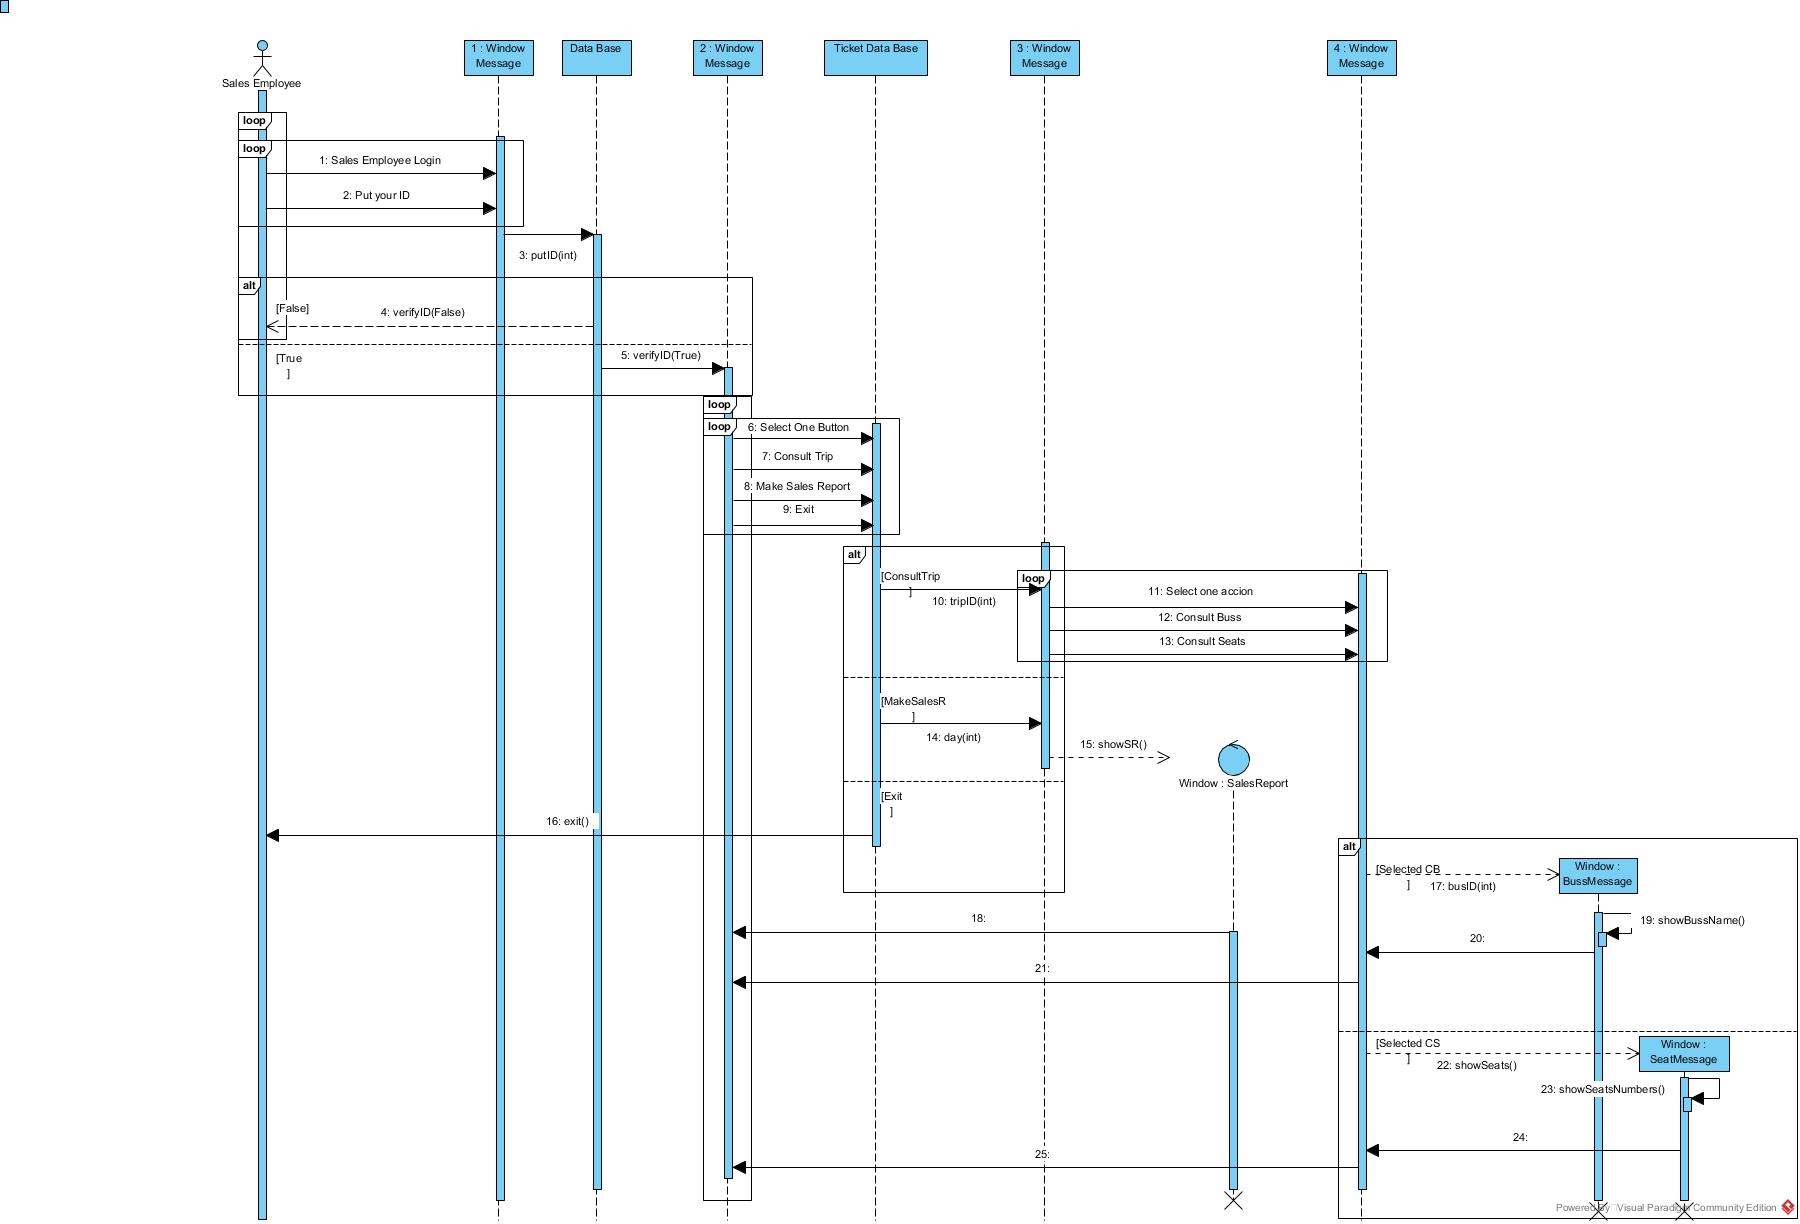 Sales Employee
1 : Window
Message
Data Base
2 : Window
Message
Ticket Data Base
3 : Window
Message
4 : Window
Message
loop
loop
1: Sales Employee Login
2: Put your ID
3: putID(int)
alt
[False]
4: verifyID(False)
[True
]
5: verifyID(True)
loop
loop
6: Select One Button
7: Consult Trip
8: Make Sales Report
9: Exit
alt
[ConsultTrip
]
10: tripID(int)
loop
11: Select one accion
12: Consult Buss
13: Consult Seats
[MakeSalesR
]
14: day(int)
15: showSR()
Window : SalesReport
[Exit
]
16: exit()
alt
[Selected CB
]
17: busID(int)
Window :
BussMessage
18:
19: showBussName()
20:
21:
[Selected CS
]
22: showSeats()
Window :
SeatMessage
23: showSeatsNumbers()
24:
25:
Powered By Visual Paradigm Community Edition